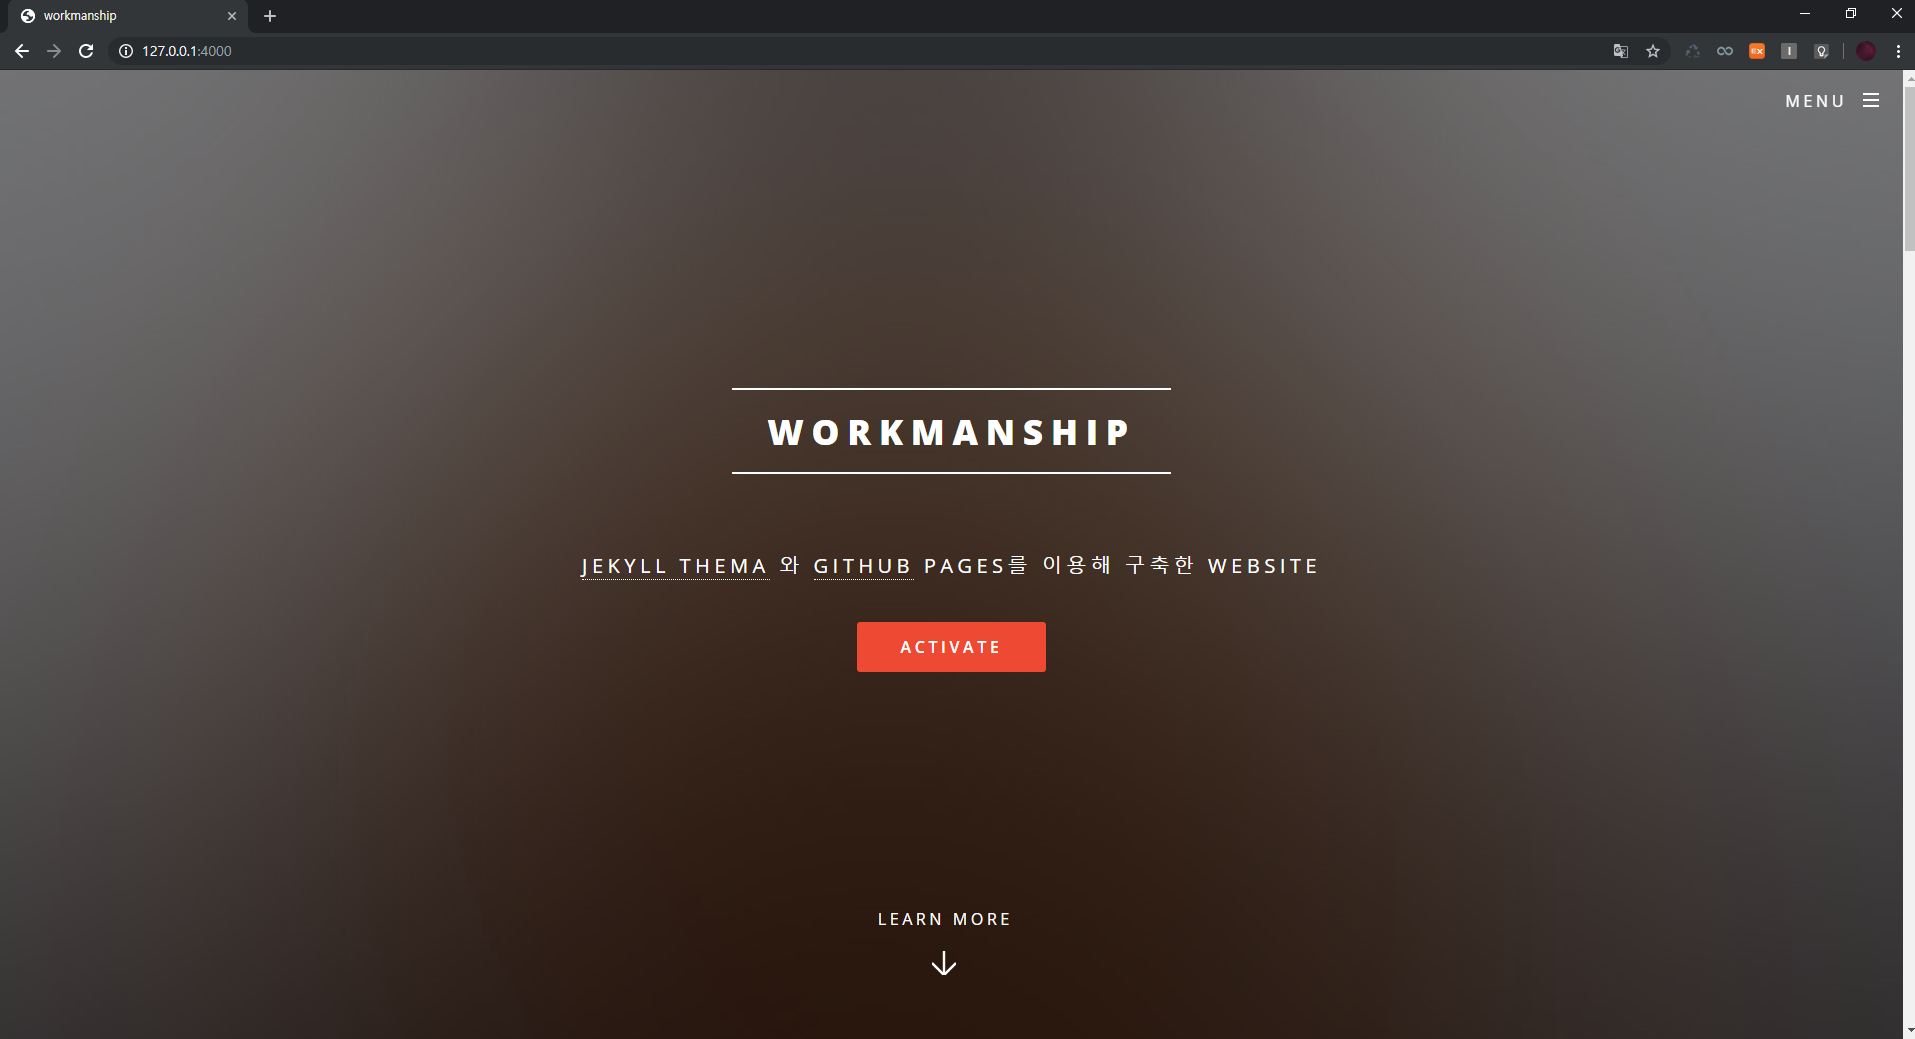 workmanship
127.0.0.1:4000
EX
I
MENU
WORKMANSHIP
JEKYLL THEMA 와 GITHUB PAGES를 이용해 구축한 WEBSITE
ACTIVATE
LEARN MORE